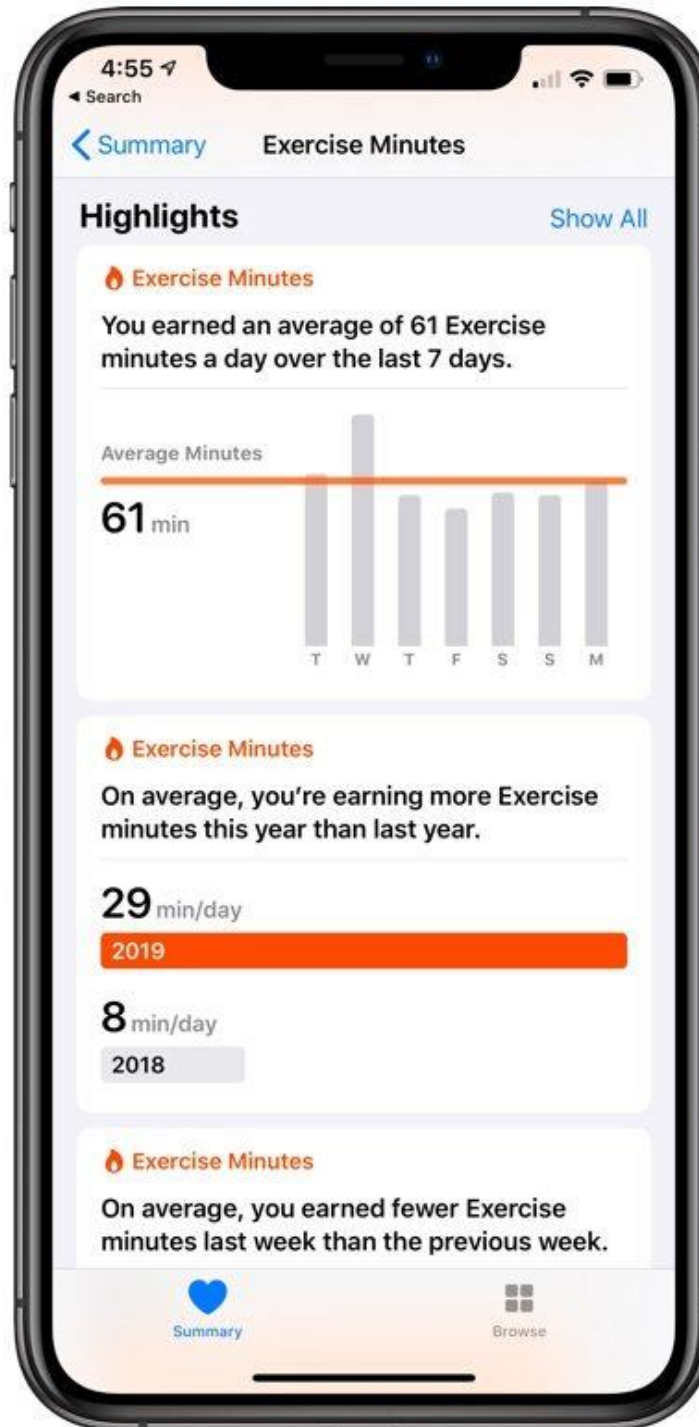 4:55
◀ Search
Summary
Exercise Minutes
Highlights
Show All
Exercise Minutes
You earned an average of 61 Exercise
minutes a day over the last 7 days.
Average Minutes
61 min
T W T F S S M
Exercise Minutes
On average, you're earning more Exercise
minutes this year than last year.
29 min/day
2019
8 min/day
2018
Exercise Minutes
On average, you earned fewer Exercise
minutes last week than the previous week.
Summary
Browse